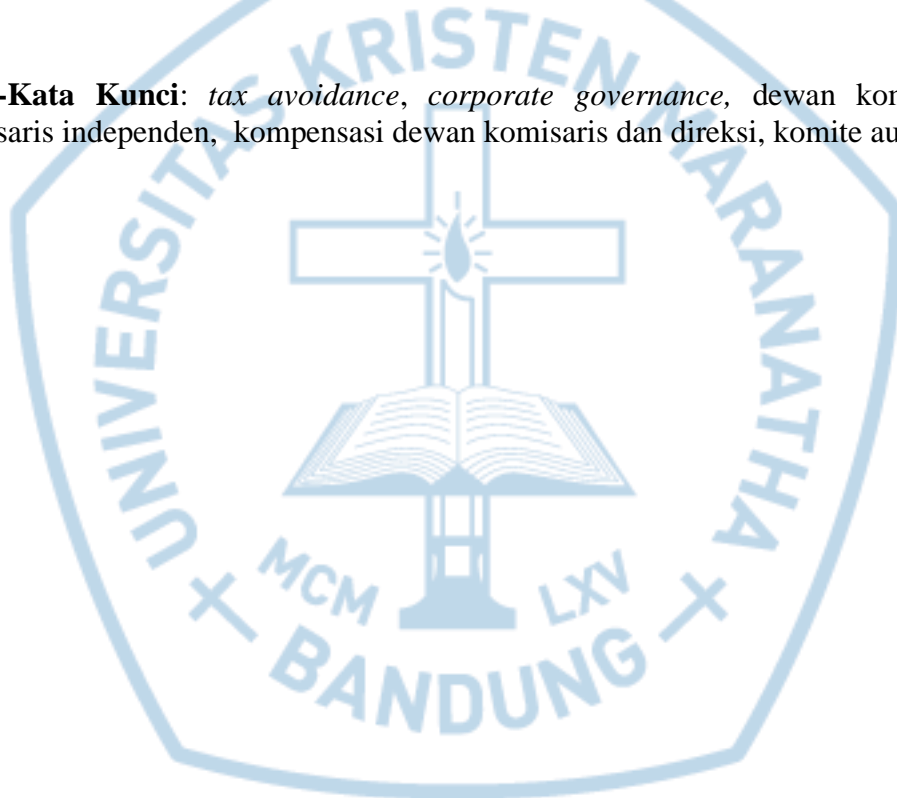 -Kata Kunci: tax avoidance, corporate governance, dewan kom
saris independen, kompensasi dewan komisaris dan direksi, komite au
UNIVERSITAS KRISTEN MARANATHA
MCM LXV
BANDUNG